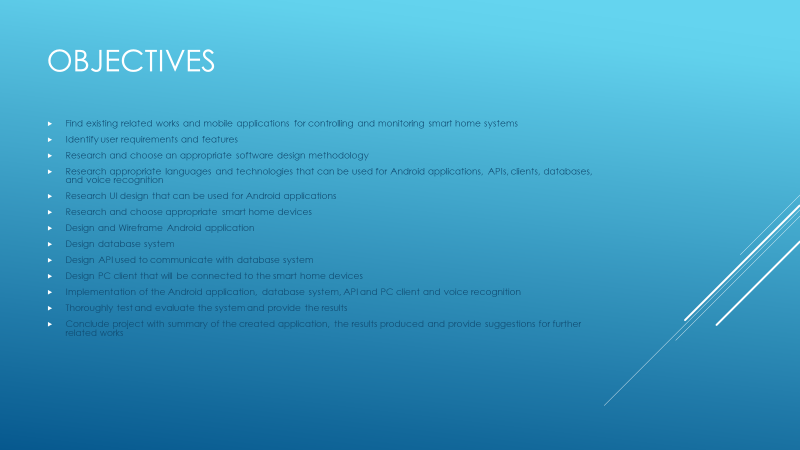 OBJECTIVES
Find existing related works and mobile applications for controlling and monitoring smart home systems
Identify user requirements and features
Research and choose an appropriate software design methodology
Research appropriate languages and technologies that can be used for Android applications, APIs, clients, databases,
and voice recognition
Research UI design that can be used for Android applications
Research and choose appropriate smart home devices
Design and Wireframe Android application
Design database system
Design API used to communicate with database system
Design PC client that will be connected to the smart home devices
Implementation of the Android application, database system, API and PC client and voice recognition
Thoroughly test and evaluate the system and provide the results
Conclude project with summary of the created application, the results produced and provide suggestions for further
related works